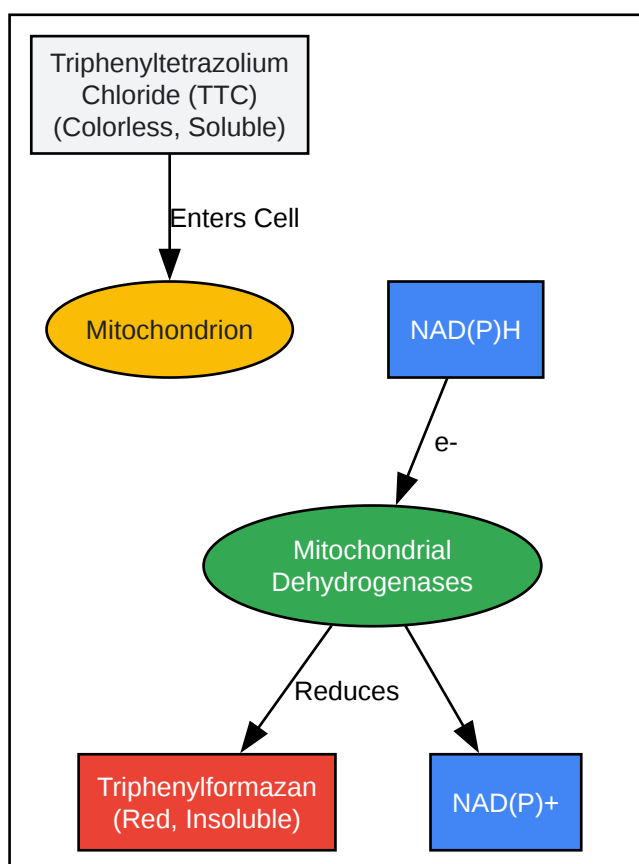 Triphenyltetrazolium
Chloride (TTC)
(Colorless, Soluble)
Enters Cell
Mitochondrion
NAD(P)H
e-
Mitochondrial
Dehydrogenases
Reduces
Triphenylformazan
(Red, Insoluble)
NAD(P)+